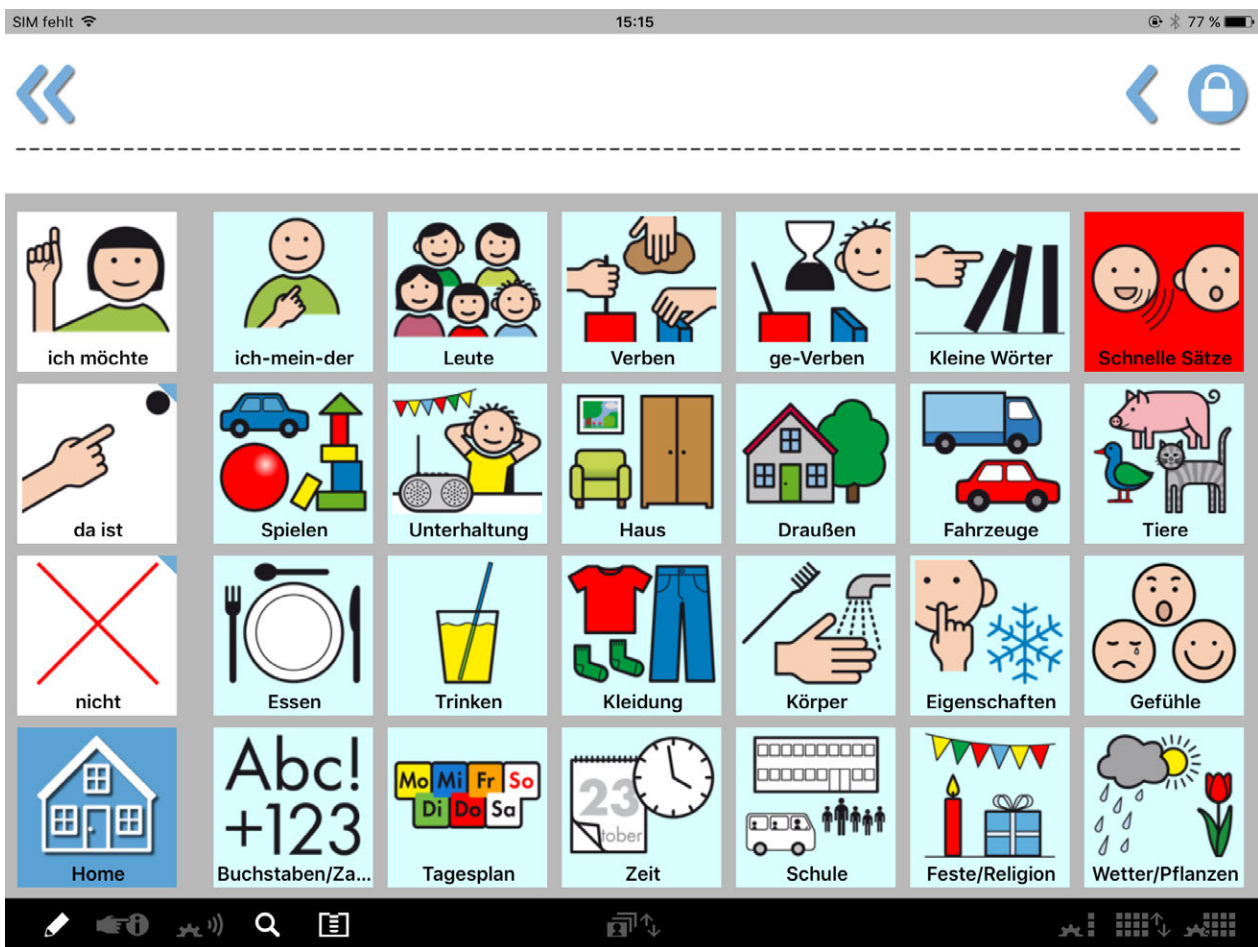 SIM fehlt 15:15 77 %
ich möchte ich-mein-der Leute Verben ge-Verben Kleine Wörter Schnelle Sätze
da ist Spielen Unterhaltung Haus Draußen Fahrzeuge Tiere
nicht Essen Trinken Kleidung Körper Eigenschaften Gefühle
Abc!
+123
Mo Mi Fr So
Di Do Sa
23
tober
Home Buchstaben/Za... Tagesplan Zeit Schule Feste/Religion Wetter/Pflanzen